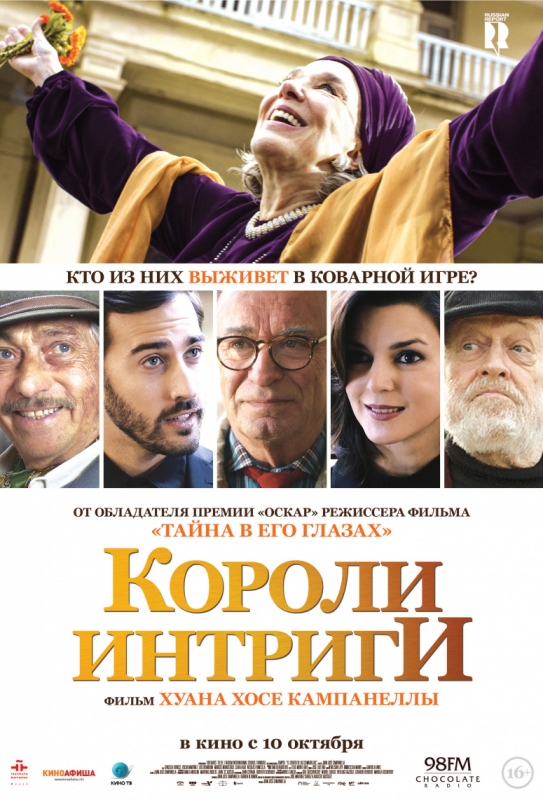 RUSSIAN
REPORT
КТО ИЗ НИХ ВЫЖИВЕТ В КОВАРНОЙ ИГРЕ?
ОТ ОБЛАДАТЕЛЯ ПРЕМИИ «ОСКАР» РЕЖИССЕРА ФИЛЬМА
«ТАЙНА В ЕГО ГЛАЗАХ»
КОРОЛИ
ИНТРИГИ
ФИЛЬМ ХУАНА ХОСЕ КАМПАНЕЛЛЫ
В КИНО С 10 ОКТЯБРЯ
КИНОАФИША
КИНО ТВ
98FM
CHOCOLATE
RADIO
16+